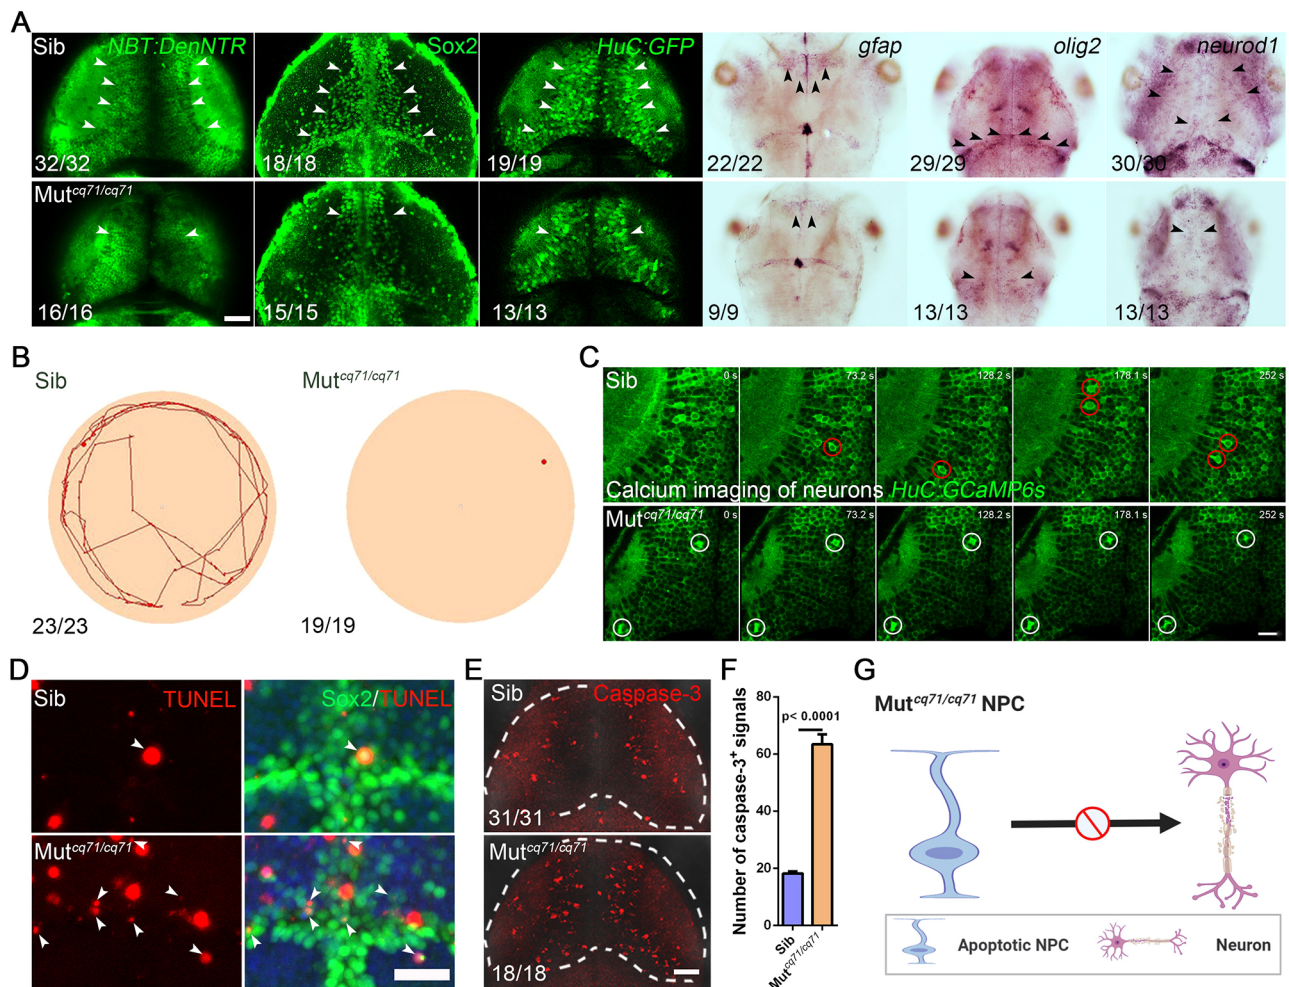 A
Sib NBT:DenNTR Sox2 HuC:GFP gfap olig2 neurod1
32/32 18/18 19/19 22/22 29/29 30/30
Mutcq71/cq71
16/16 15/15 13/13 9/9 13/13 13/13
B
Sib Mutcq71/cq71
23/23 19/19
C
Sib 0 s 73.2 s 128.2 s 178.1 s 252 s
Calcium imaging of neurons HuC:GCaMP6s
Mutcq71/cq71 0 s 73.2 s 128.2 s 178.1 s 252 s
D
Sib TUNEL Sox2/TUNEL
Mutcq71/cq71
E
Sib Caspase-3
31/31
Mutcq71/cq71
18/18
F
Number of caspase-3+ signals
80
60
40
20
0
p< 0.0001
Sib
Mutcq71/cq71
G
Mutcq71/cq71 NPC
Apoptotic NPC Neuron